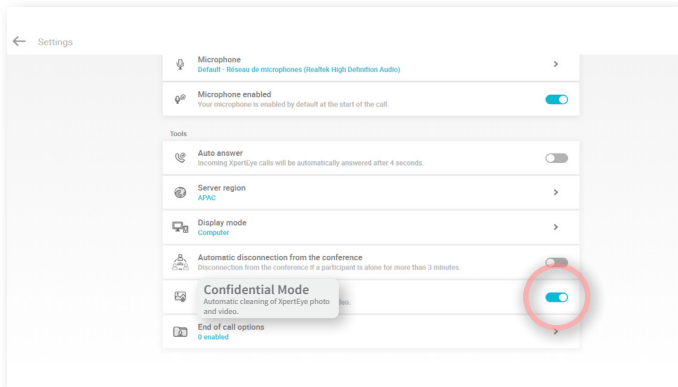 Settings
Microphone
Default - Réseau de microphones (Realtek High Definition Audio)
Microphone enabled
Your microphone is enabled by default at the start of the call.
Tools
Auto answer
Incoming XpertEye calls will be automatically answered after 4 seconds.
Server region
APAC
Display mode
Computer
Automatic disconnection from the conference
Disconnection from the conference if a participant is alone for more than 3 minutes.
Confidential Mode
Automatic cleaning of XpertEye photo
and video.
End of call options
0 enabled